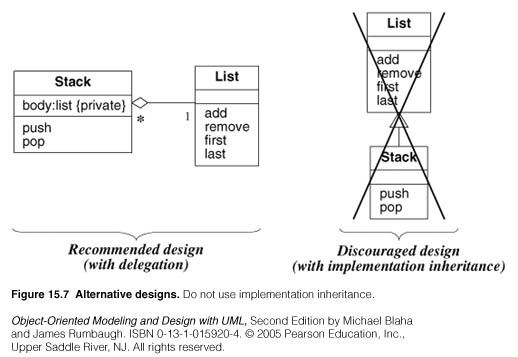 Stack
body:list {private}
push
pop
*
1
List
add
remove
first
last
Recommended design
(with delegation)
List
add
remove
first
last
Stack
push
pop
Discouraged design
(with implementation inheritance)
Figure 15.7 Alternative designs. Do not use implementation inheritance.
Object-Oriented Modeling and Design with UML, Second Edition by Michael Blaha
and James Rumbaugh. ISBN 0-13-1-015920-4. © 2005 Pearson Education, Inc.,
Upper Saddle River, NJ. All rights reserved.